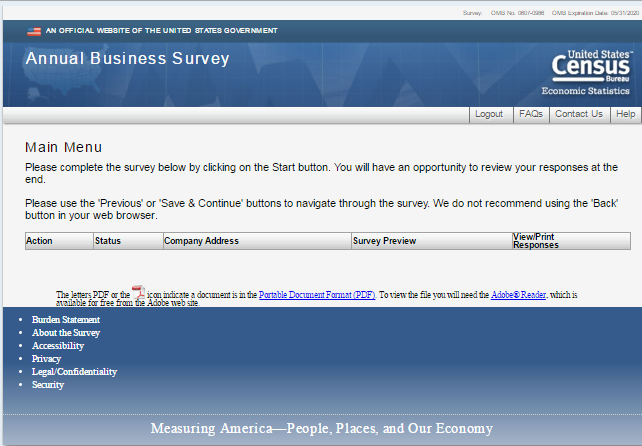 Survey: OMB No. 0607-0986 OMB Expiration Date: 05/31/2020
AN OFFICIAL WEBSITE OF THE UNITED STATES GOVERNMENT
Annual Business Survey
United States™
Census
Bureau
Economic Statistics
Logout FAQs Contact Us Help
Main Menu
Please complete the survey below by clicking on the Start button. You will have an opportunity to review your responses at the
end.
Please use the 'Previous' or 'Save & Continue' buttons to navigate through the survey. We do not recommend using the 'Back'
button in your web browser.
Action Status Company Address Survey Preview View/Print
Responses
The letters PDF or the icon indicate a document is in the Portable Document Format (PDF). To view the file you will need the Adobe® Reader, which is
available for free from the Adobe web site.
• Burden Statement
• About the Survey
• Accessibility
• Privacy
• Legal/Confidentiality
• Security
Measuring America—People, Places, and Our Economy